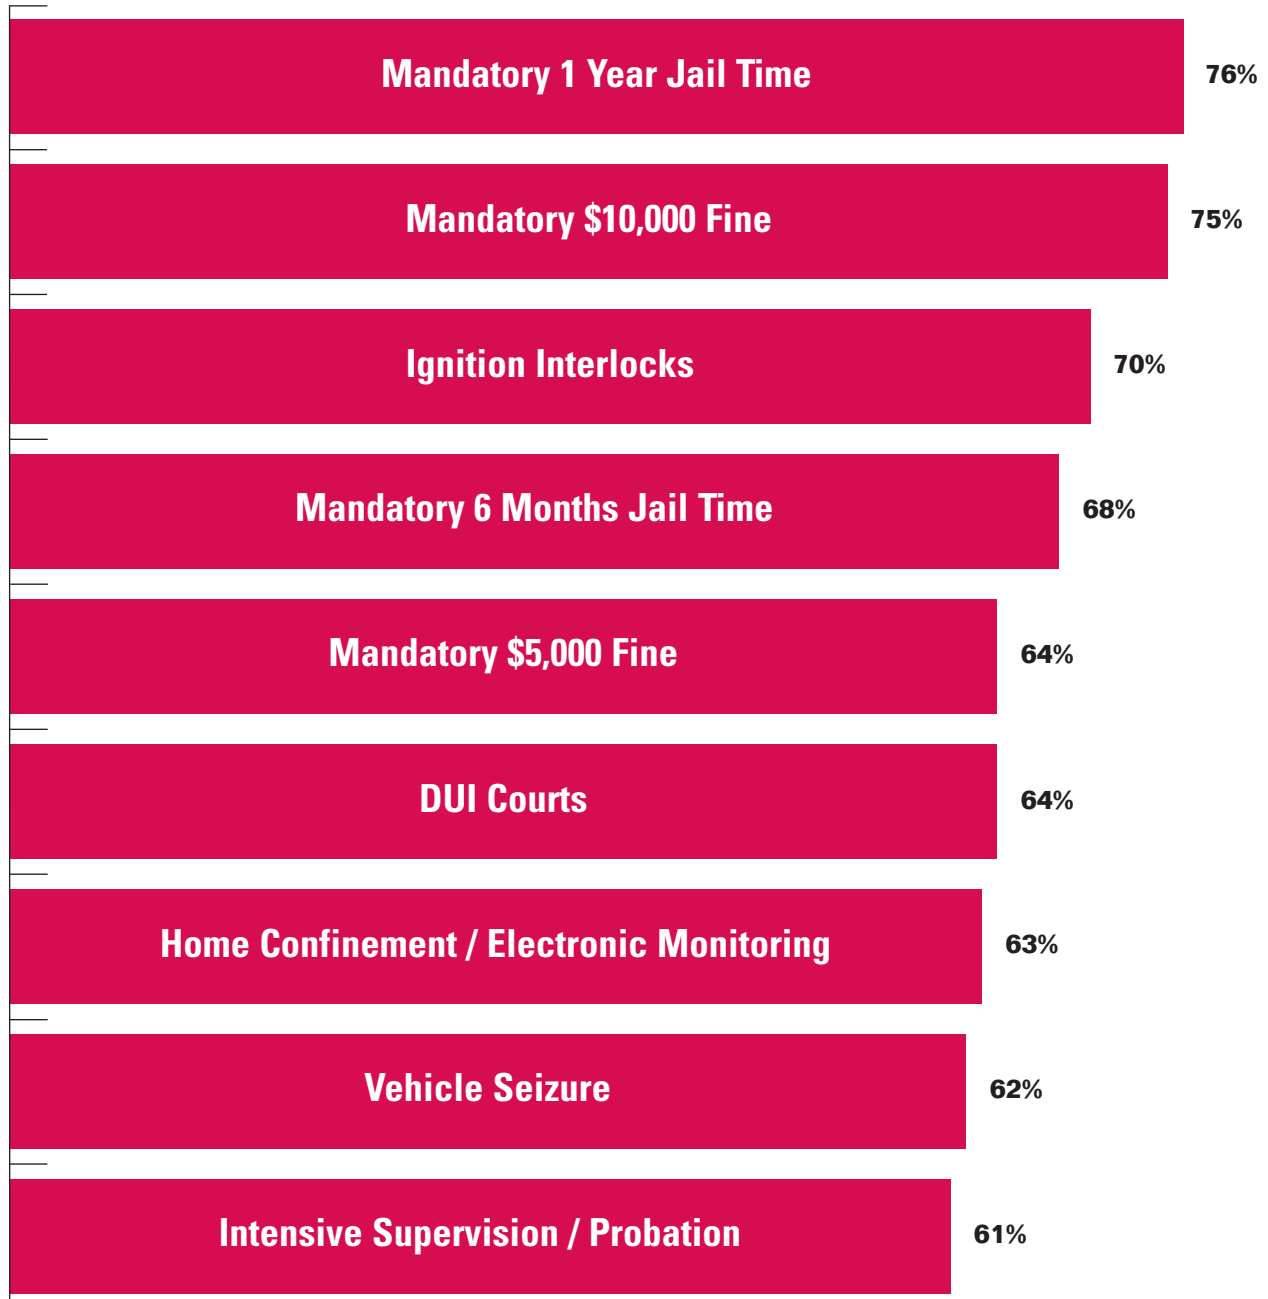 Mandatory 1 Year Jail Time 76%
Mandatory $10,000 Fine 75%
Ignition Interlocks 70%
Mandatory 6 Months Jail Time 68%
Mandatory $5,000 Fine 64%
DUI Courts 64%
Home Confinement / Electronic Monitoring 63%
Vehicle Seizure 62%
Intensive Supervision / Probation 61%